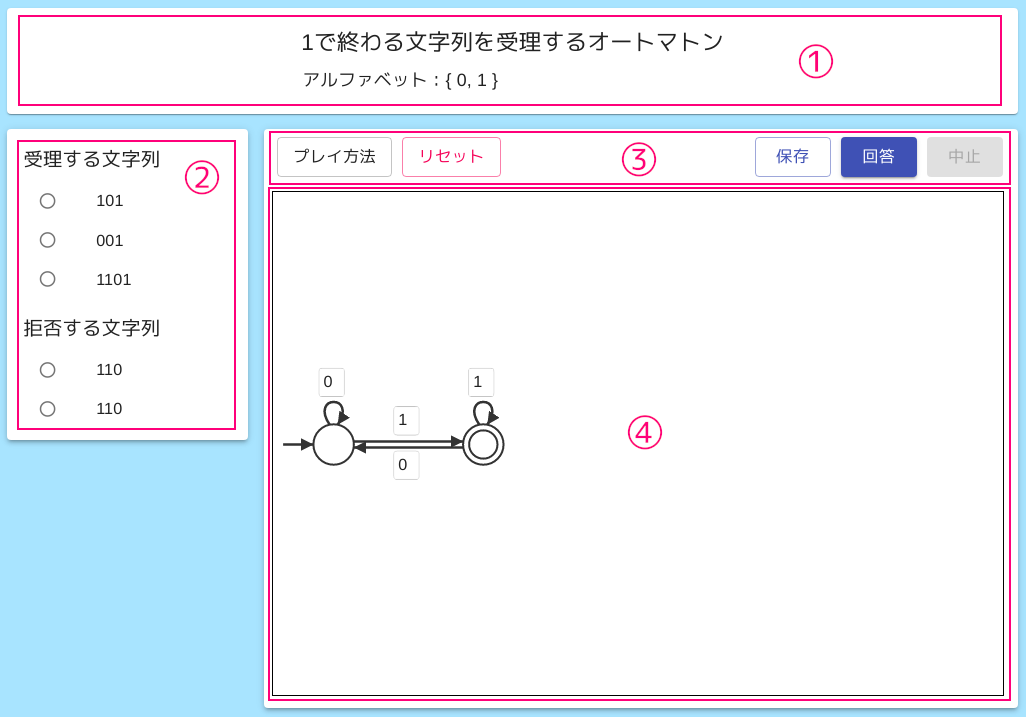 1で終わる文字列を受理するオートマトン
アルファベット:{ 0, 1 }
①
受理する文字列
②
101
001
1101
拒否する文字列
110
110
プレイ方法 リセット ③ 保存 回答 中止
0 1
1
0
④